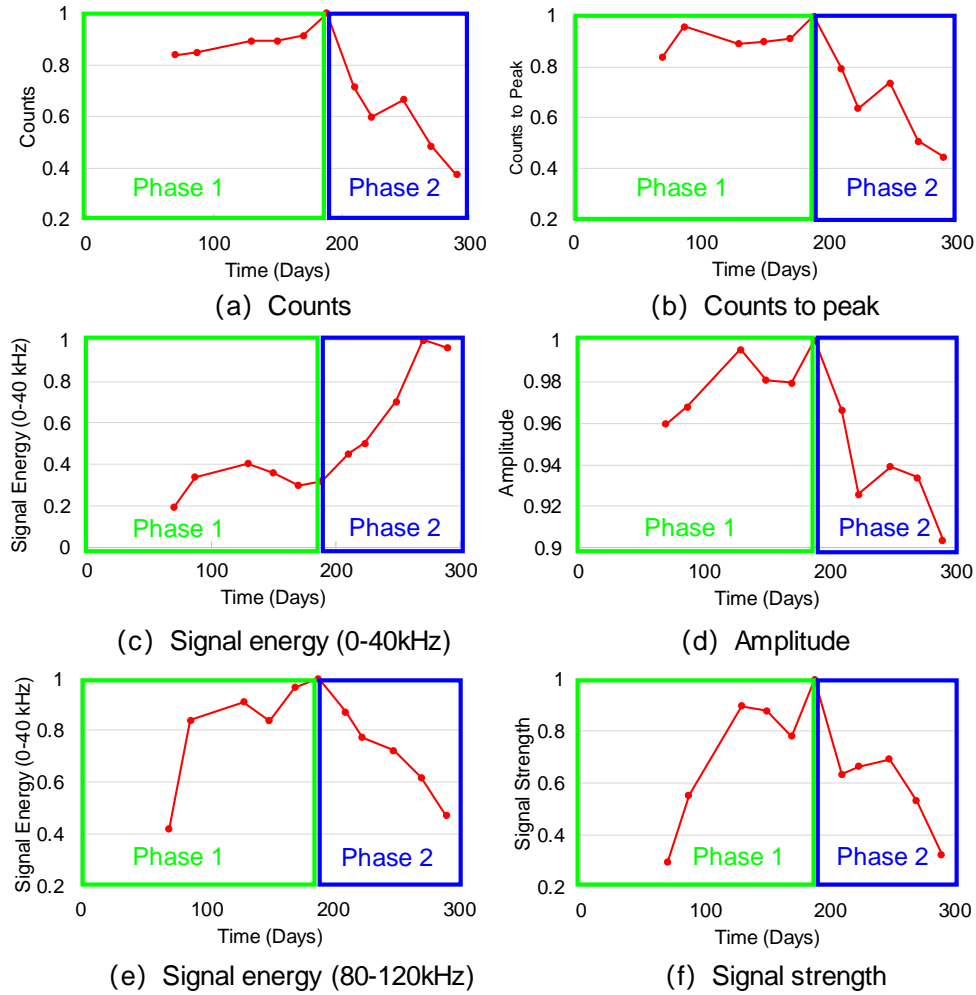 Counts
1
0.8
0.6
0.4
0.2
0
100
200
300
Phase 1
Phase 2
Time (Days)
(a) Counts
Counts to Peak
1
0.8
0.6
0.4
0.2
0
100
200
300
Phase 1
Phase 2
Time (Days)
(b) Counts to peak
Signal Energy (0-40 kHz)
1
0.8
0.6
0.4
0.2
0
0
100
200
300
Phase 1
Phase 2
Time (Days)
(c) Signal energy (0-40kHz)
Amplitude
1
0.98
0.96
0.94
0.92
0.9
0
100
200
300
Phase 1
Phase 2
Time (Days)
(d) Amplitude
Signal Energy (0-40 kHz)
1
0.8
0.6
0.4
0.2
0
100
200
300
Phase 1
Phase 2
Time (Days)
(e) Signal energy (80-120kHz)
Signal Strength
1
0.8
0.6
0.4
0.2
0
100
200
300
Phase 1
Phase 2
Time (Days)
(f) Signal strength